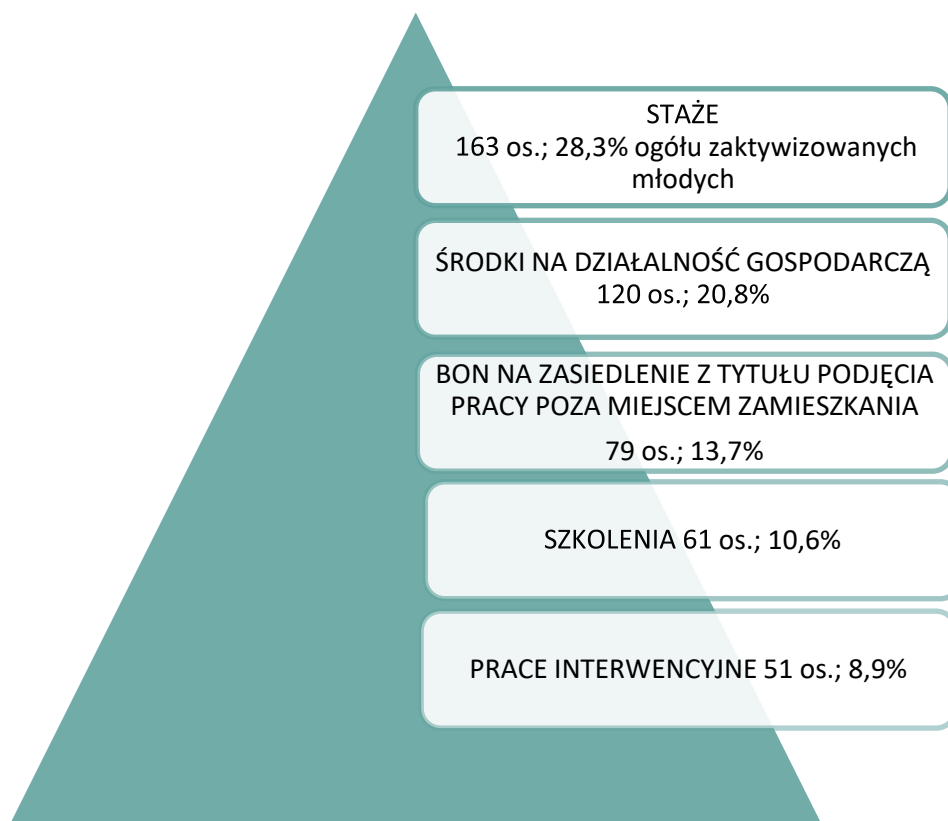 STAŻE
163 os.; 28,3% ogółu zaktywizowanych
młodych
ŚRODKI NA DZIAŁALNOŚĆ GOSPODARCZĄ
120 os.; 20,8%
BON NA ZASIEDLENIE Z TYTUŁU PODJĘCIA
PRACY POZA MIEJSCEM ZAMIESZKANIA
79 os.; 13,7%
SZKOLENIA 61 os.; 10,6%
PRACE INTERWENCYJNE 51 os.; 8,9%